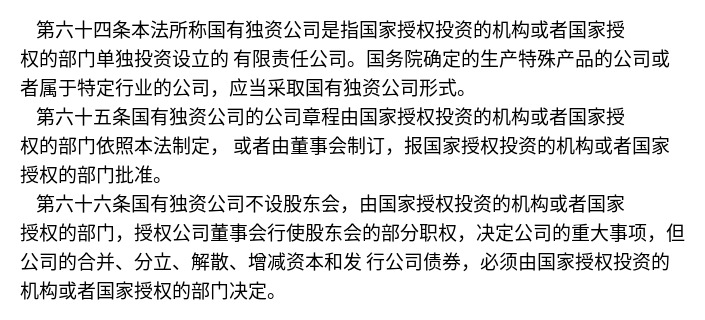 第六十四条本法所称国有独资公司是指国家授权投资的机构或者国家授
权的部门单独投资设立的 有限责任公司。国务院确定的生产特殊产品的公司或
者属于特定行业的公司，应当采取国有独资公司形式。
第六十五条国有独资公司的公司章程由国家授权投资的机构或者国家授
权的部门依照本法制定， 或者由董事会制订，报国家授权投资的机构或者国家
授权的部门批准。
第六十六条国有独资公司不设股东会，由国家授权投资的机构或者国家
授权的部门，授权公司董事会行使股东会的部分职权，决定公司的重大事项，但
公司的合并、分立、解散、增减资本和发 行公司债券，必须由国家授权投资的
机构或者国家授权的部门决定。